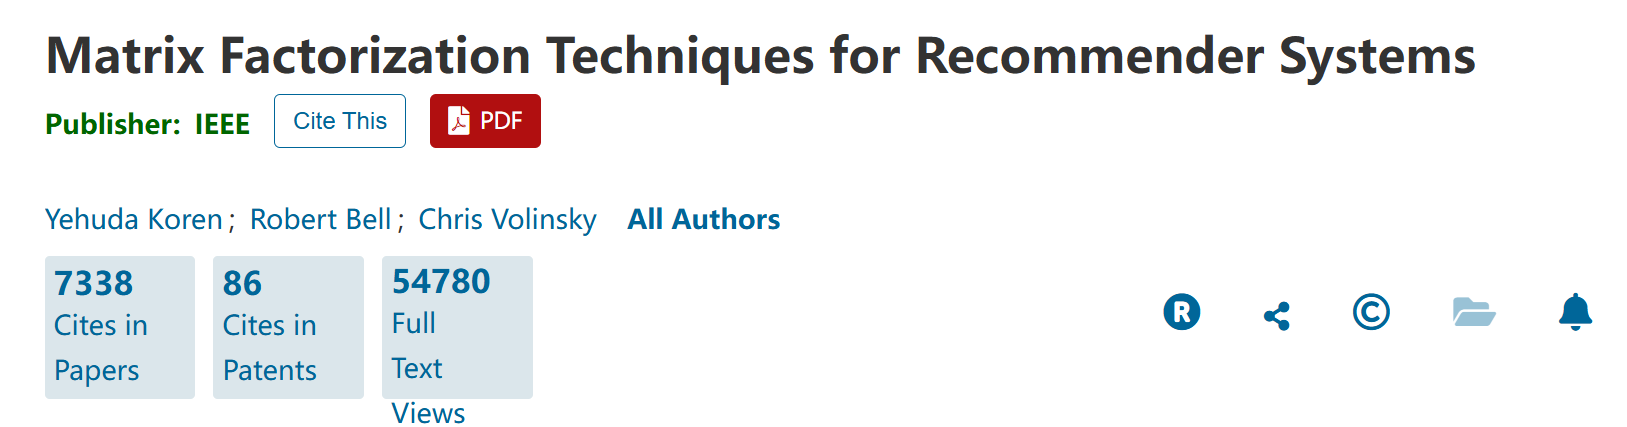 Matrix Factorization Techniques for Recommender Systems
Publisher: IEEE Cite This PDF
Yehuda Koren; Robert Bell; Chris Volinsky All Authors
7338
Cites in
Papers
86
Cites in
Patents
54780
Full
Text
Views
R
©